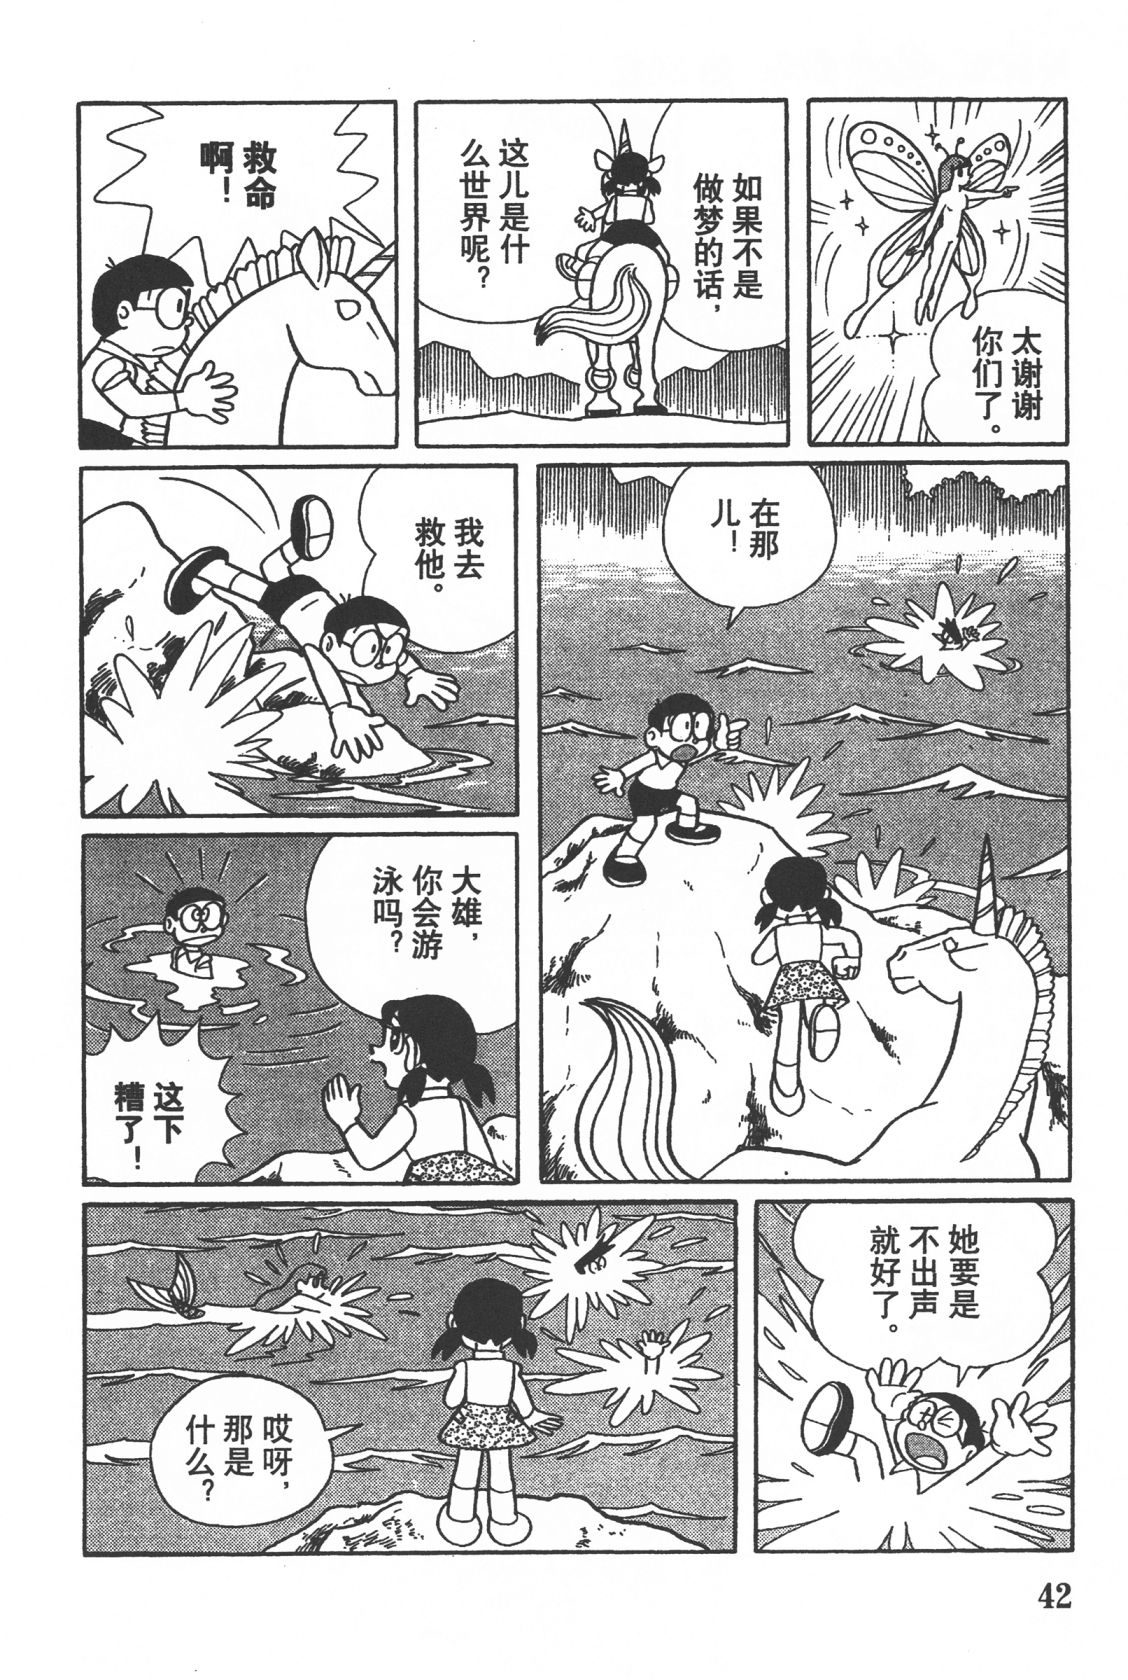 太谢谢
你们了。
如果不是
做梦的话，
这儿是什
么世界呢？
救命
啊！
在那
儿！
我去
救他。
大雄，
你会游
泳吗？
这下
糟了！
她要是
不出声
就好了。
哎呀，
那是
什么？
42